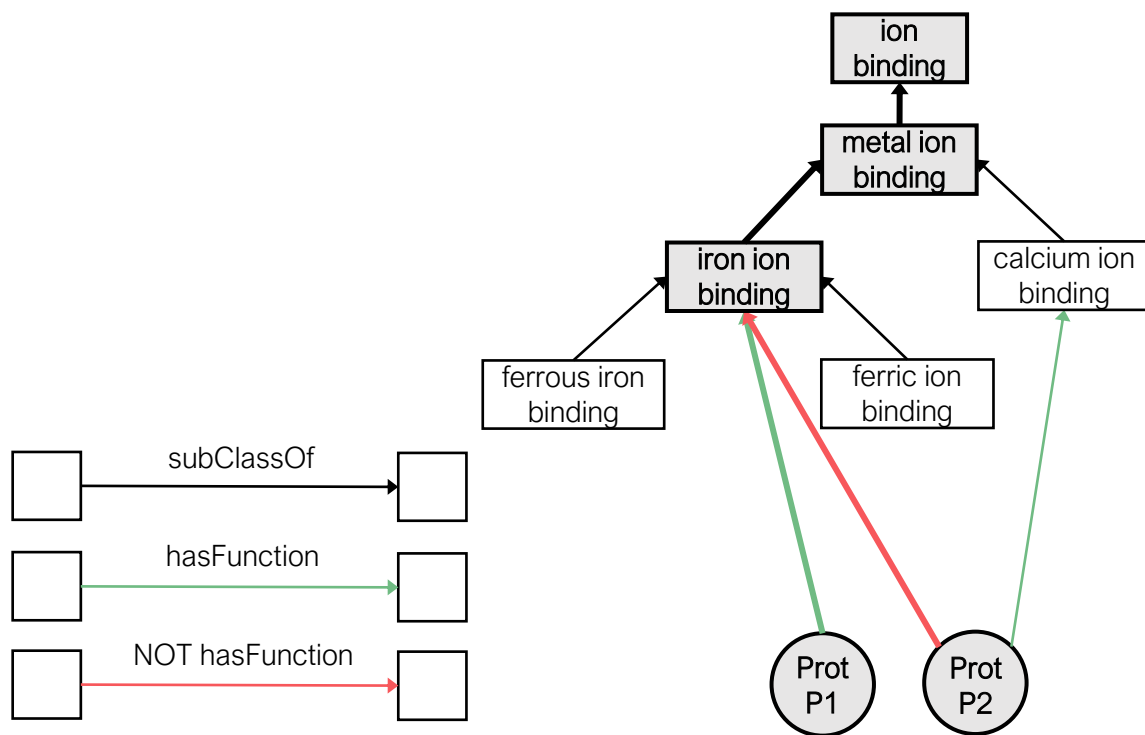 ion
binding
metal ion
binding
iron ion
binding
calcium ion
binding
ferrous iron
binding
ferric ion
binding
subClassOf
hasFunction
NOT hasFunction
Prot
P1
Prot
P2